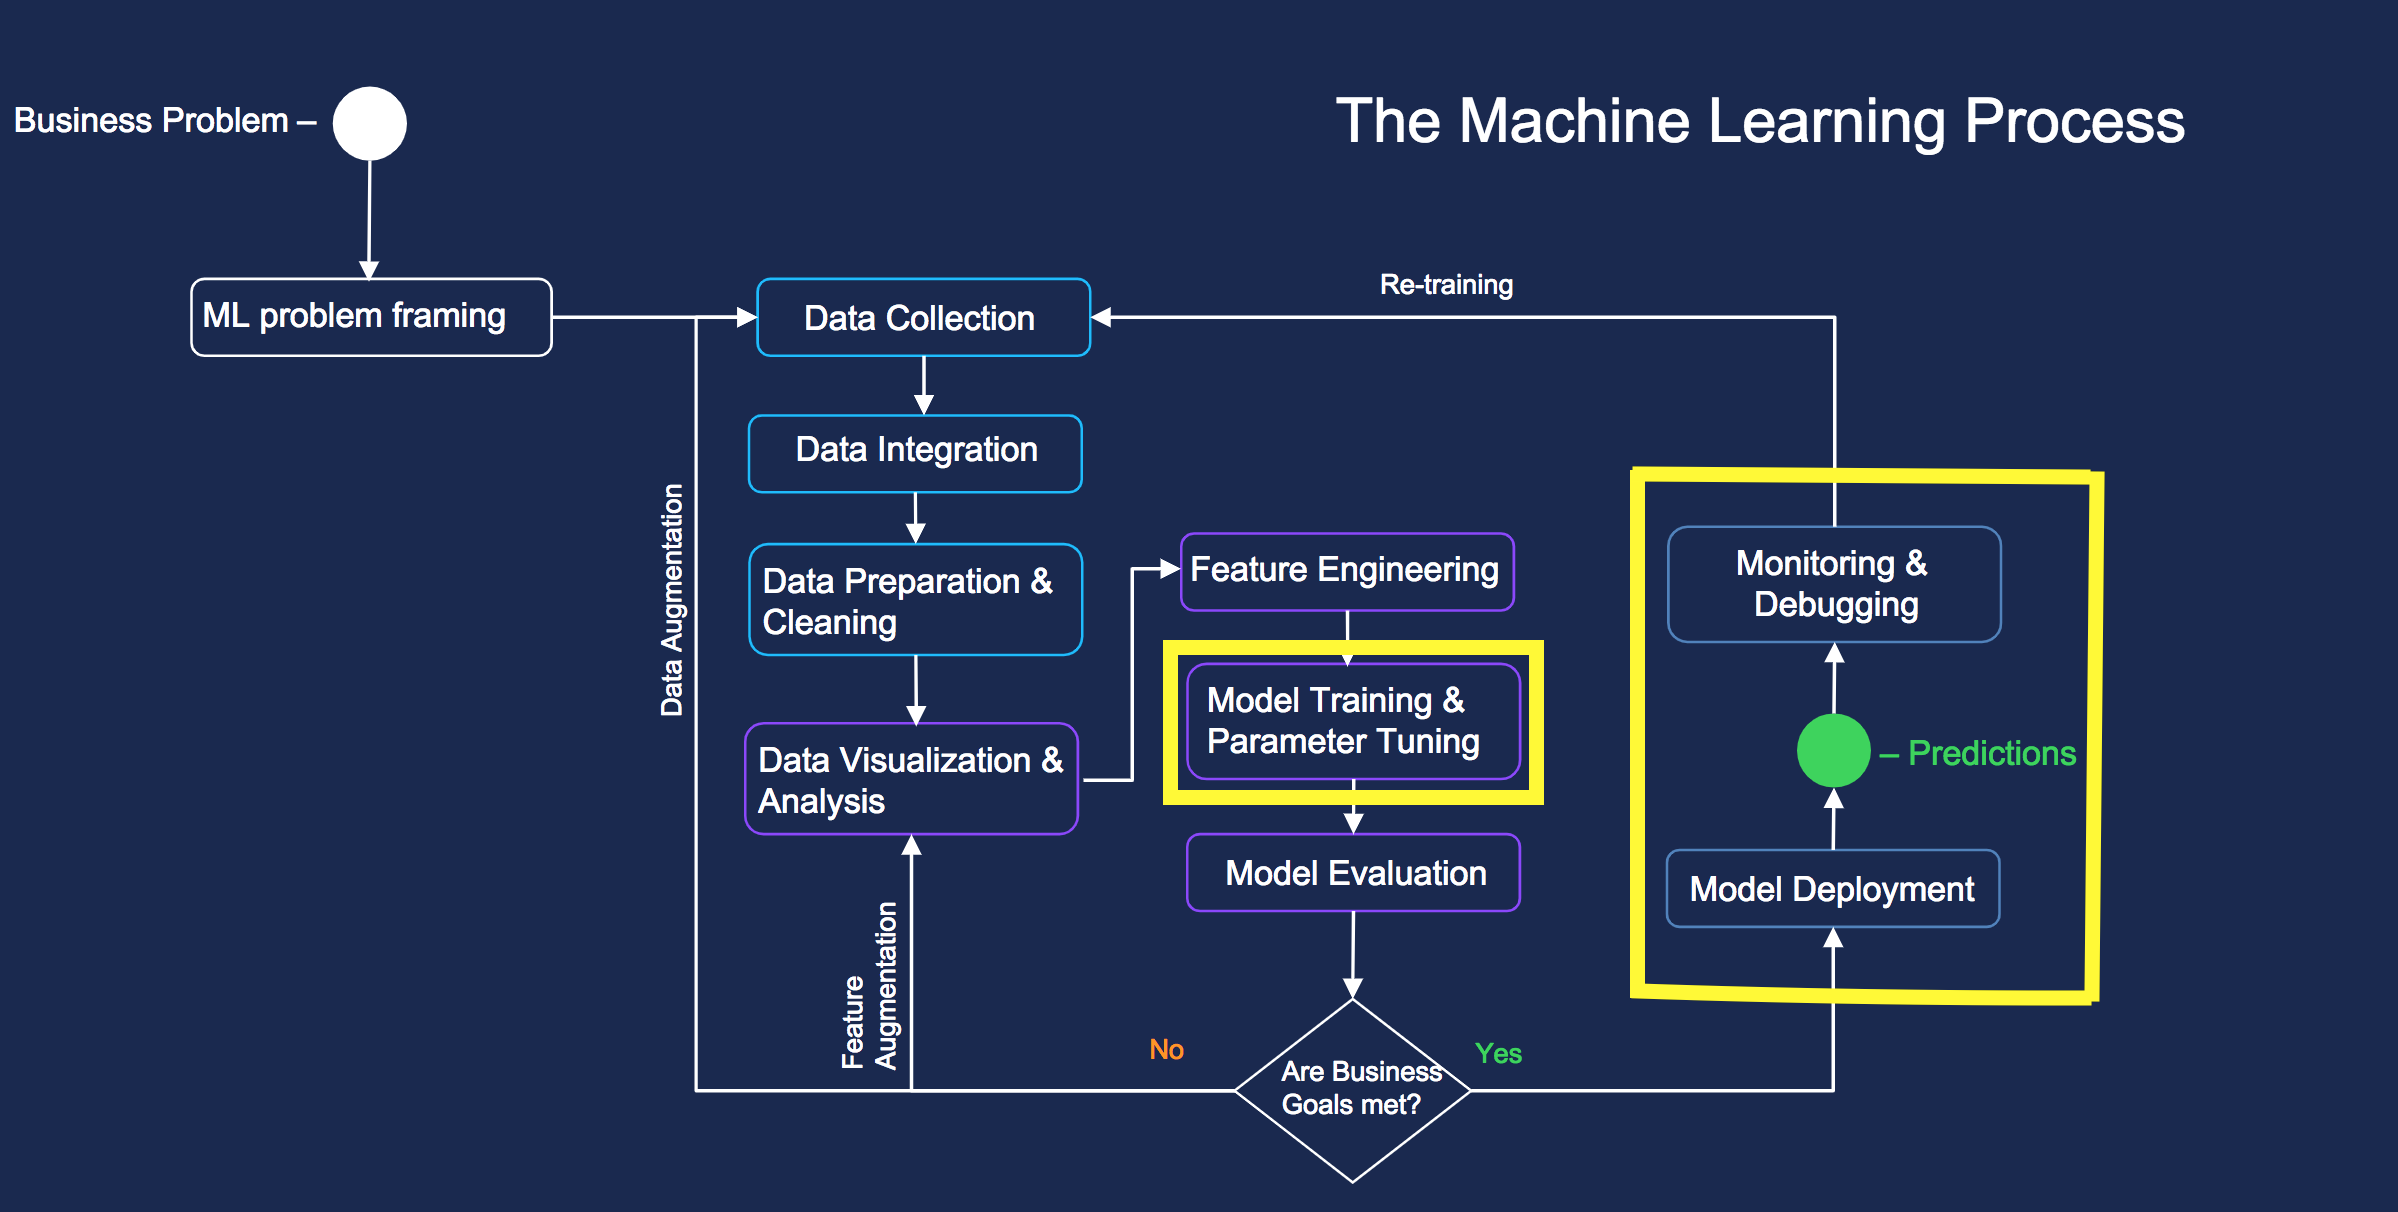 The Machine Learning Process
Business Problem –
ML problem framing
Data Collection
Re-training
Data Integration
Data Augmentation
Data Preparation &
Cleaning
Data Visualization &
Analysis
Feature
Augmentation
Feature Engineering
Model Training &
Parameter Tuning
Model Evaluation
Are Business
Goals met?
No
Yes
Model Deployment
– Predictions
Monitoring &
Debugging